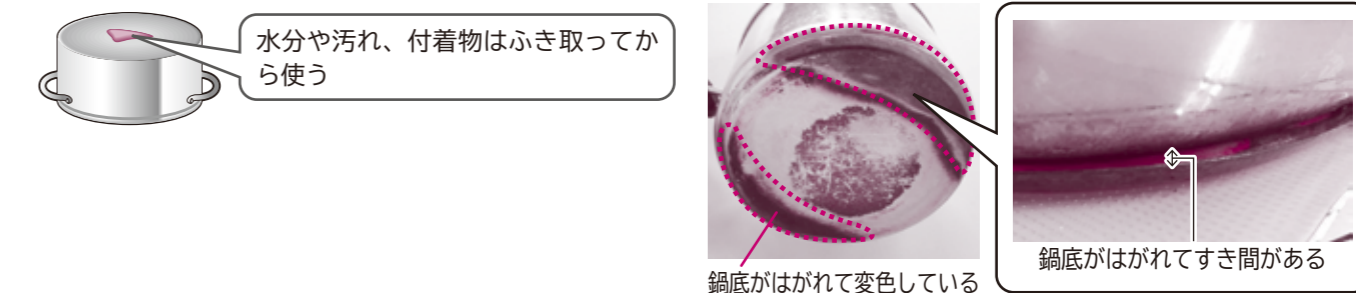 水分や汚れ、付着物はふき取ってか
ら使う
鍋底がはがれて変色している
鍋底がはがれてすき間がある